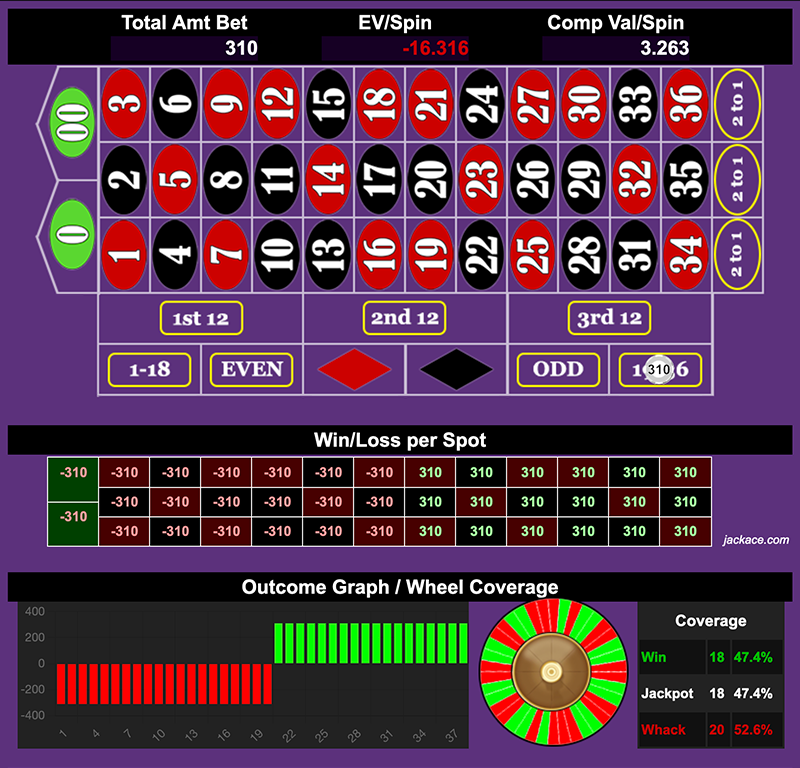 Total Amt Bet EV/Spin Comp Val/Spin
310 -16.316 3.263
00 3 6 9 12 15 18 21 24 27 30 33 36 2 to 1
2 5 8 11 14 17 20 23 26 29 32 35 2 to 1
0 1 4 7 10 13 16 19 22 25 28 31 34 2 to 1
1st 12 2nd 12 3rd 12
1-18 EVEN ODD 1 310 6
Win/Loss per Spot
-310 -310 -310 -310 -310 -310 -310 310 310 310 310 310 310
-310 -310 -310 -310 -310 -310 310 310 310 310 310 310
-310 -310 -310 -310 -310 -310 -310 310 310 310 310 310 310
jackace.com
Outcome Graph / Wheel Coverage
400
200
0
-200
-400
1 4 7 10 13 16 19 22 25 28 31 34 37
Coverage
Win 18 47.4%
Jackpot 18 47.4%
Whack 20 52.6%